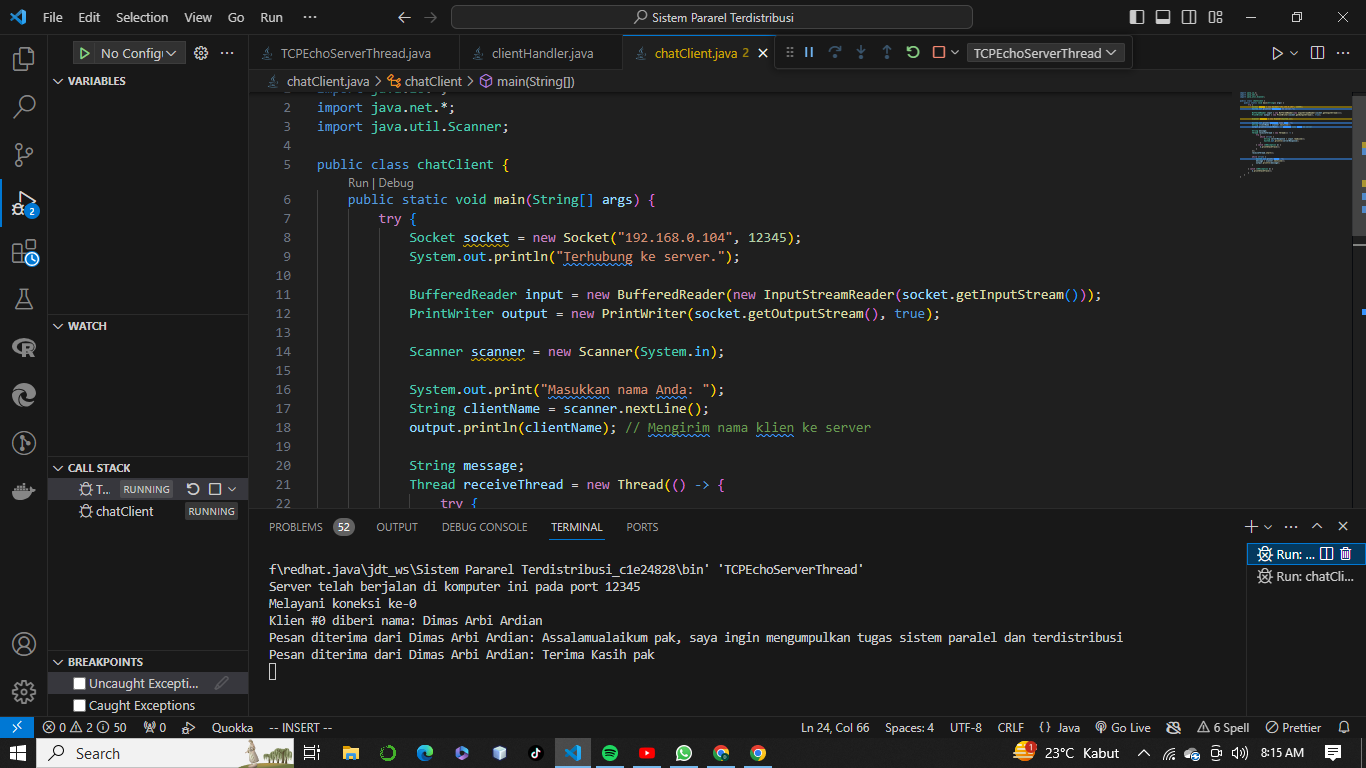 File Edit Selection View Go Run ··· Sistem Pararel Terdistribusi
No Config
TCPEchoServerThread.java clientHandler.java chatClient.java 2 TCPEchoServerThread
VARIABLES
chatClient.java > chatClient > main(String[])
2 import java.net.*;
3 import java.util.Scanner;
4
5 public class chatClient {
Run | Debug
6 public static void main(String[] args) {
7 try {
8 Socket socket = new Socket("192.168.0.104", 12345);
9 System.out.println("Terhubung ke server.");
10
11 BufferedReader input = new BufferedReader(new InputStreamReader(socket.getInputStream()));
12 PrintWriter output = new PrintWriter(socket.getOutputStream(), true);
13
14 Scanner scanner = new Scanner(System.in);
15
16 System.out.print("Masukkan nama Anda: ");
17 String clientName = scanner.nextLine();
18 output.println(clientName); // Mengirim nama klien ke server
19
20 String message;
21 Thread receiveThread = new Thread(() -> {
22 try {
2
WATCH
CALL STACK
T... RUNNING
chatClient RUNNING
BREAKPOINTS
Uncaught Excepti...
Caught Exceptions
PROBLEMS 52 OUTPUT DEBUG CONSOLE TERMINAL PORTS
f\redhat.java\jdt_ws\Sistem Pararel Terdistribusi_c1e24828\bin' 'TCPEchoServerThread'
Server telah berjalan di komputer ini pada port 12345
Melayani koneksi ke-0
Klien #0 diberi nama: Dimas Arbi Ardian
Pesan diterima dari Dimas Arbi Ardian: Assalamualaikum pak, saya ingin mengumpulkan tugas sistem paralel dan terdistribusi
Pesan diterima dari Dimas Arbi Ardian: Terima Kasih pak
Run: ...
Run: chatCli...
0 2 50 0 Quokka -- INSERT -- Ln 24, Col 66 Spaces: 4 UTF-8 CRLF {} Java Go Live 6 Spell Prettier
Search 1 23°C Kabut 8:15 AM